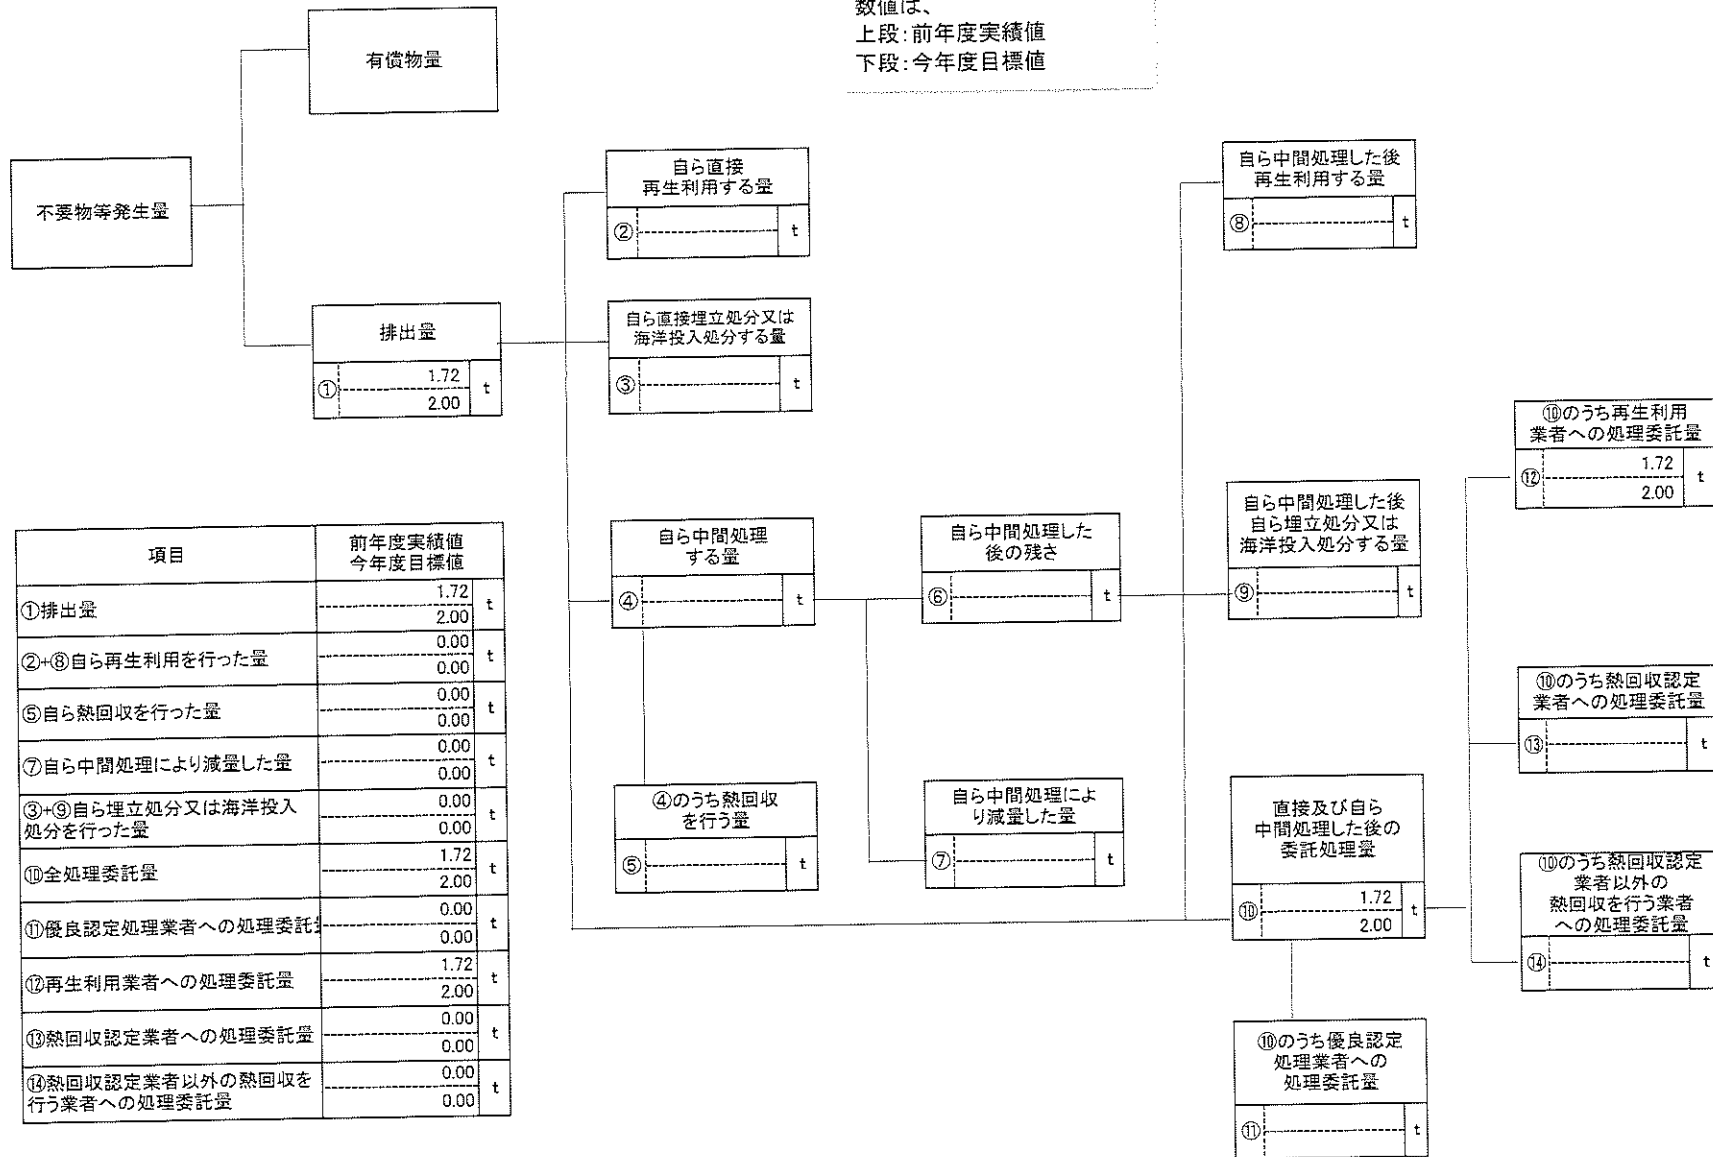 数値は、
上段：前年度実績値
下段：今年度目標値
有償物量
不要物等発生量
排出量
① 1.72 t
2.00
自ら直接
再生利用する量
② t
自ら直接埋立処分又は
海洋投入処分する量
③ t
自ら中間処理
する量
④ t
④のうち熱回収
を行う量
⑤ t
自ら中間処理した
後の残さ
⑥ t
自ら中間処理によ
り減量した量
⑦ t
自ら中間処理した後
再生利用する量
⑧ t
自ら中間処理した後
自ら埋立処分又は
海洋投入処分する量
⑨ t
直接及び自ら
中間処理した後の
委託処理量
⑩ 1.72 t
2.00
⑩のうち優良認定
処理業者への
処理委託量
⑪ t
⑩のうち再生利用
業者への処理委託量
⑫ 1.72 t
2.00
⑩のうち熱回収認定
業者への処理委託量
⑬ t
⑩のうち熱回収認定
業者以外の
熱回収を行う業者
への処理委託量
⑭ t
項目 前年度実績値
今年度目標値
①排出量 1.72 t
2.00
②+⑧自ら再生利用を行った量 0.00 t
0.00
⑤自ら熱回収を行った量 0.00 t
0.00
⑦自ら中間処理により減量した量 0.00 t
0.00
③+⑨自ら埋立処分又は海洋投入 0.00 t
処分を行った量 0.00
⑩全処理委託量 1.72 t
2.00
⑪優良認定処理業者への処理委託 0.00 t
0.00
⑫再生利用業者への処理委託量 1.72 t
2.00
⑬熱回収認定業者への処理委託量 0.00 t
0.00
⑭熱回収認定業者以外の熱回収を 0.00 t
行う業者への処理委託量 0.00